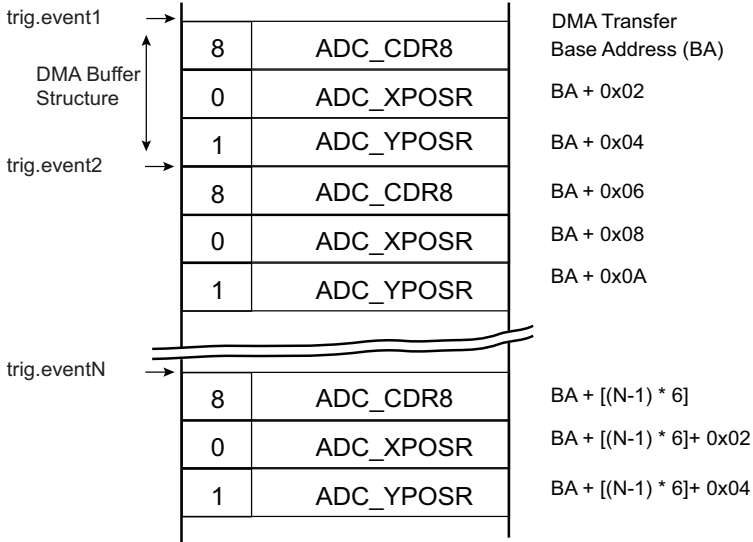 trig.event1
DMA Transfer
8 ADC_CDR8 Base Address (BA)
DMA Buffer
Structure
0 ADC_XPOSR BA + 0x02
1 ADC_YPOSR BA + 0x04
trig.event2
8 ADC_CDR8 BA + 0x06
0 ADC_XPOSR BA + 0x08
1 ADC_YPOSR BA + 0x0A
trig.eventN
8 ADC_CDR8 BA + [(N-1) * 6]
0 ADC_XPOSR BA + [(N-1) * 6]+ 0x02
1 ADC_YPOSR BA + [(N-1) * 6]+ 0x04